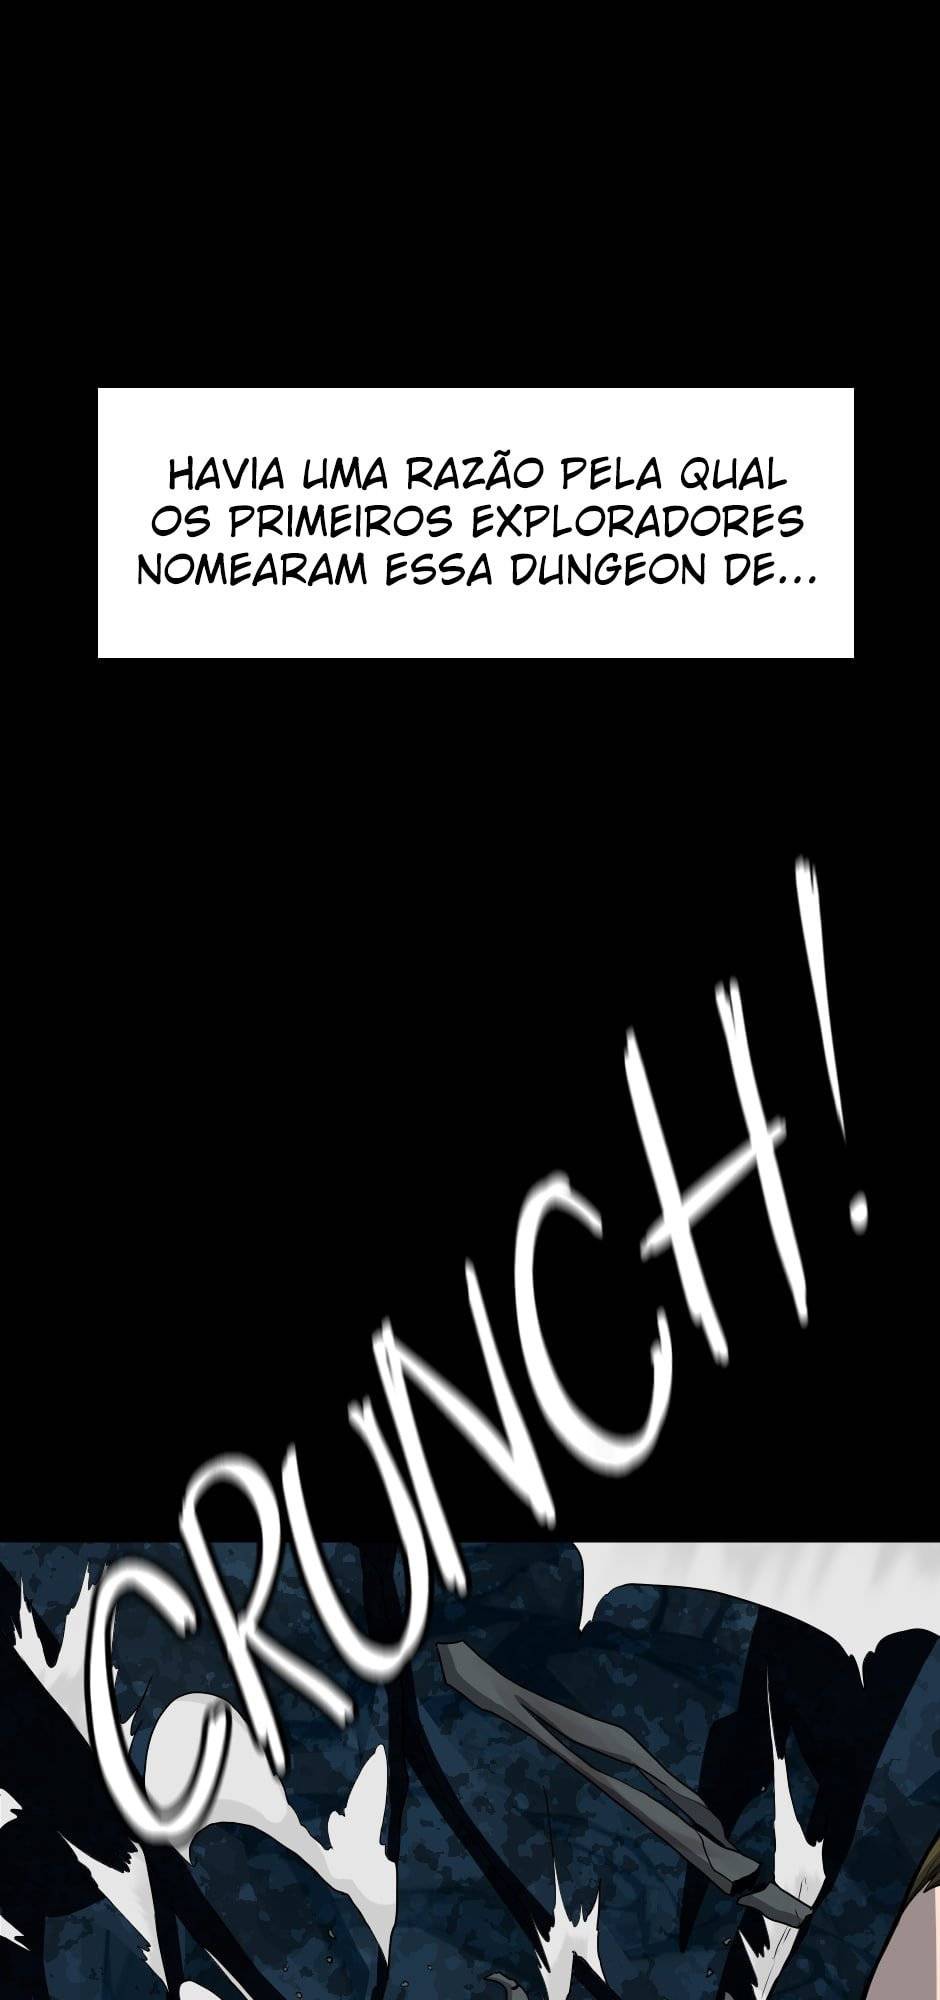 HAVIA UMA RAZÃO PELA QUAL
OS PRIMEIROS EXPLORADORES
NOMEARAM ESSA DUNGEON DE...
CRUNCH!